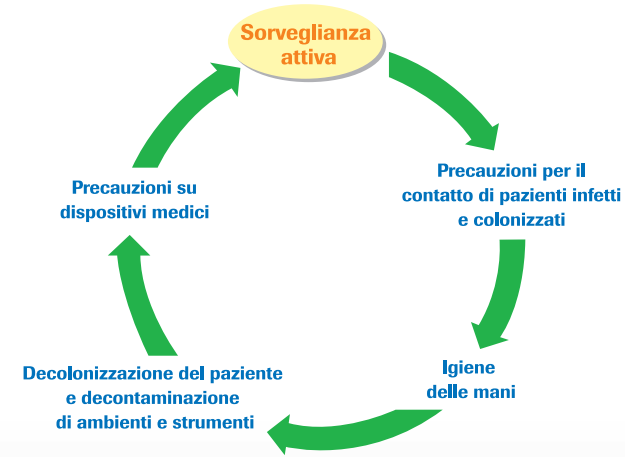 Sorveglianza
attiva
Precauzioni per il
contatto di pazienti infetti
e colonizzati
Igiene
delle mani
Decolonizzazione del paziente
e decontaminazione
di ambienti e strumenti
Precauzioni su
dispositivi medici